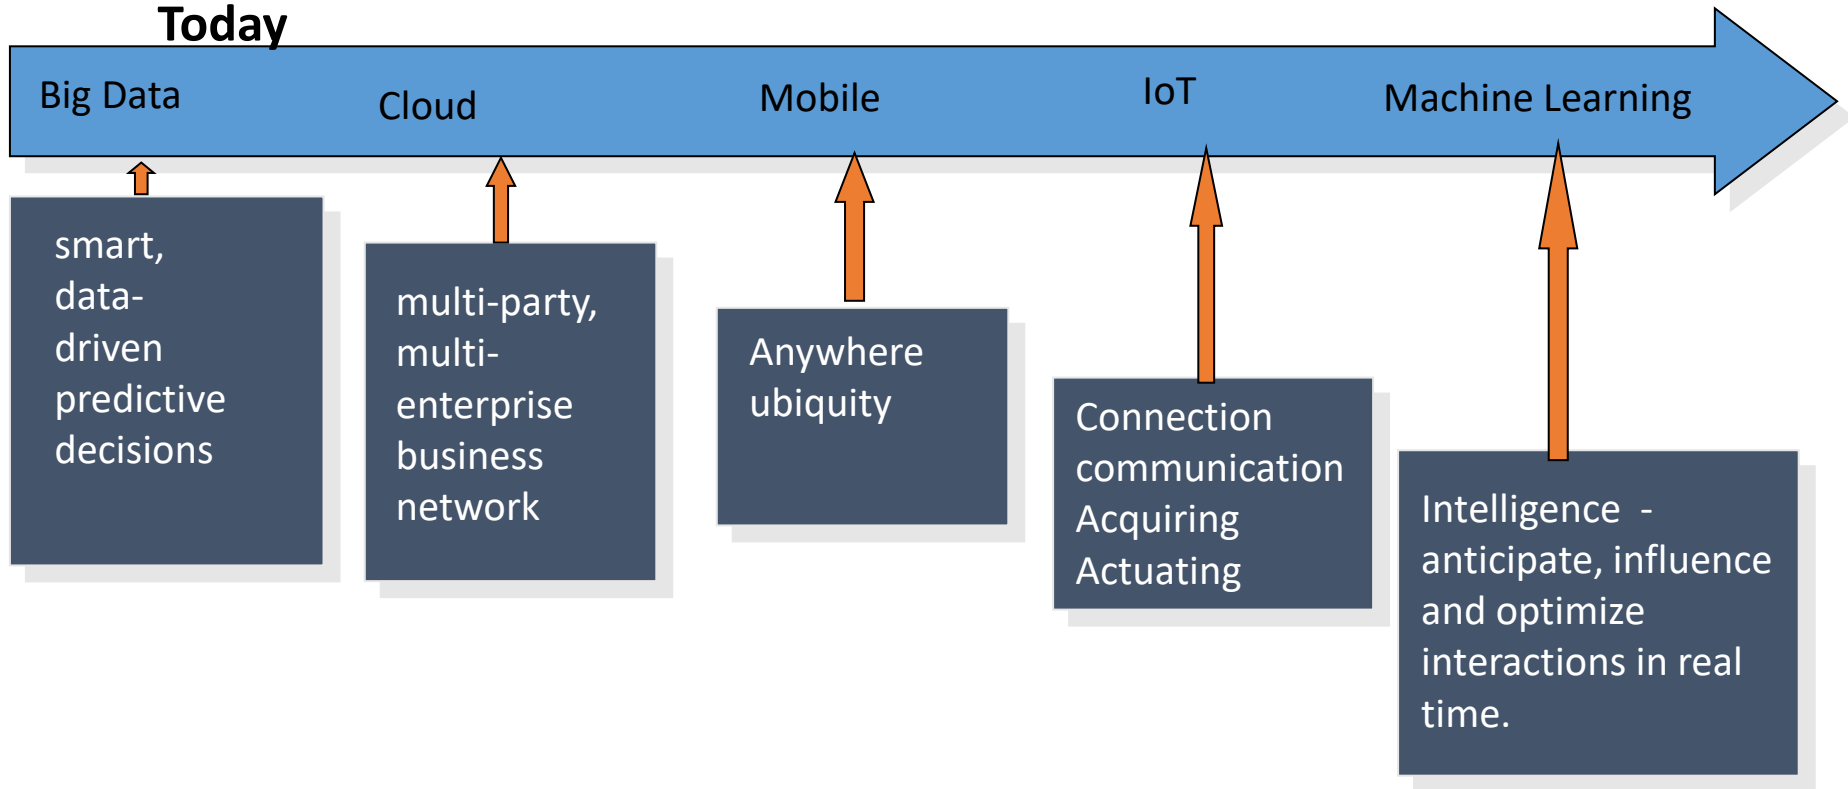 Today
Big Data
Cloud
Mobile
IoT
Machine Learning
smart,
data-
driven
predictive
decisions
multi-party,
multi-
enterprise
business
network
Anywhere
ubiquity
Connection
communication
Acquiring
Actuating
Intelligence -
anticipate, influence
and optimize
interactions in real
time.